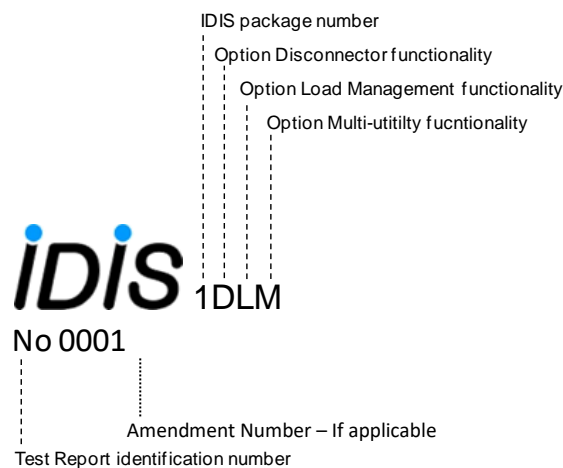 IDIS package number
Option Disconnector functionality
Option Load Management functionality
Option Multi-utitilty fucntionality
iDiS 1DLM
No 0001
Amendment Number – If applicable
Test Report identification number